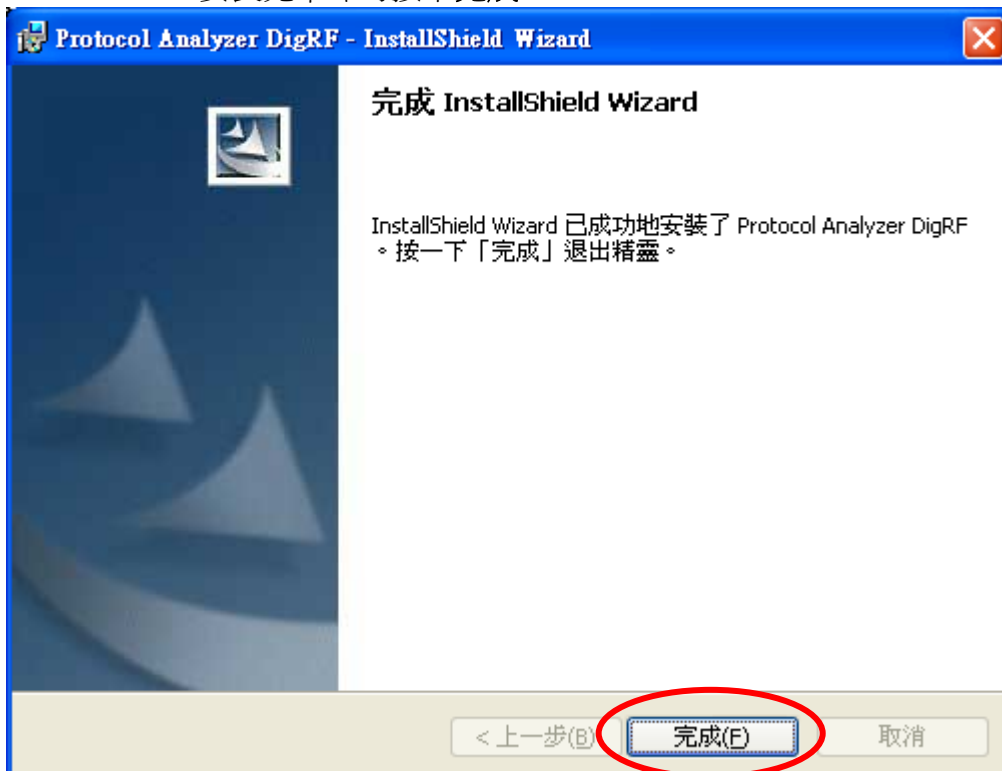 Protocol Analyzer DigRF - InstallShield Wizard
完成 InstallShield Wizard
InstallShield Wizard 已成功地安裝了 Protocol Analyzer DigRF
。按一下「完成」退出精靈。
< 上一步(B)
完成(F)
取消